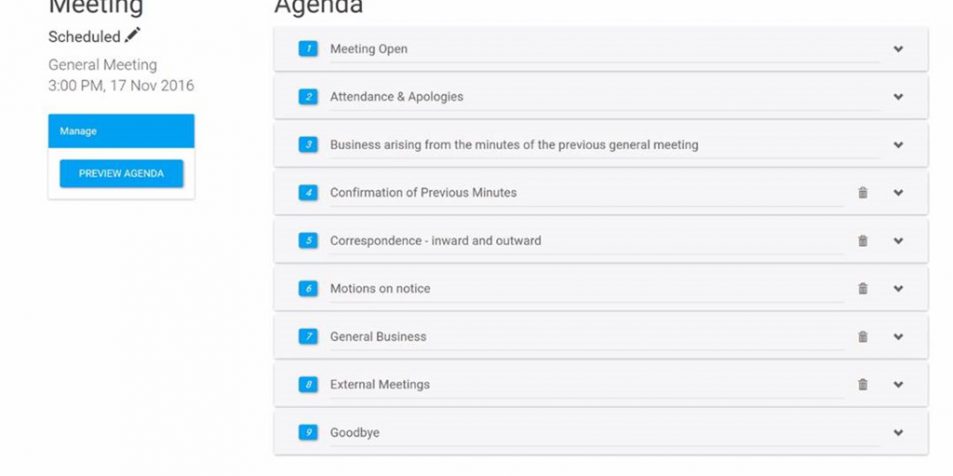 Meeting
Scheduled
General Meeting
3:00 PM, 17 Nov 2016
Manage
PREVIEW AGENDA
Agenda
1 Meeting Open
2 Attendance & Apologies
3 Business arising from the minutes of the previous general meeting
4 Confirmation of Previous Minutes
5 Correspondence - inward and outward
6 Motions on notice
7 General Business
8 External Meetings
9 Goodbye